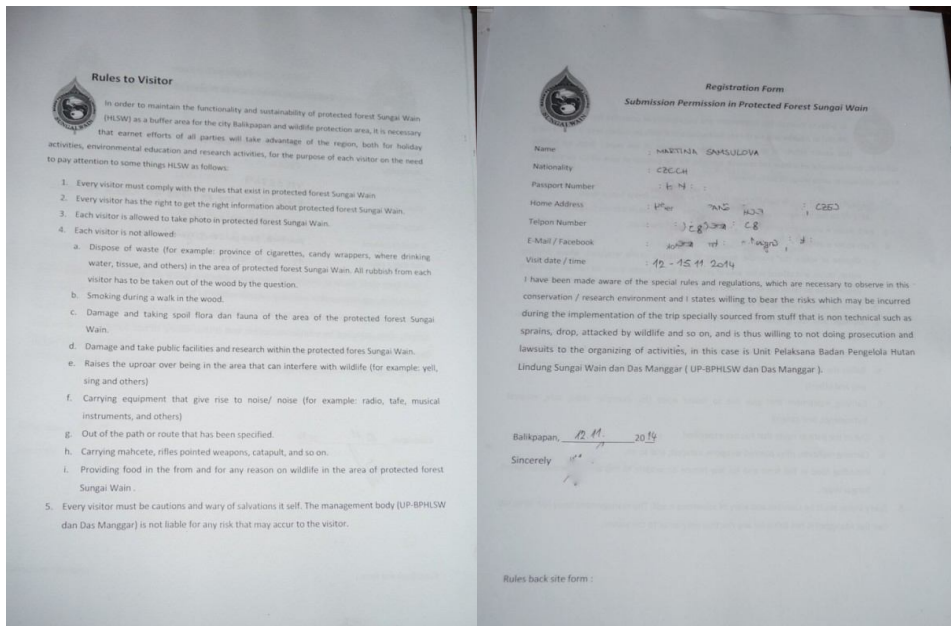 Rules to Visitor
SUNGAI WAIN
In order to maintain the functionality and sustainability of protected forest Sungai Wain
(HLSW) as a buffer area for the city Balikpapan and wildlife protection area, it is necessary
that earnet efforts of all parties will take advantage of the region, both for holiday
activities, environmental education and research activities, for the purpose of each visitor on the need
to pay attention to some things HLSW as follows:
1. Every visitor must comply with the rules that exist in protected forest Sungai Wain
2. Every visitor has the right to get the right information about protected forest Sungai Wain.
3. Each visitor is allowed to take photo in protected forest Sungai Wain.
4. Each visitor is not allowed:
a. Dispose of waste (for example: province of cigarettes, candy wrappers, where drinking
water, tissue, and others) in the area of protected forest Sungai Wain. All rubbish from each
visitor has to be taken out of the wood by the question.
b. Smoking during a walk in the wood.
c. Damage and taking spoil flora dan fauna of the area of the protected forest Sungai
Wain.
d. Damage and take public facilities and research within the protected fores Sungai Wain.
e. Raises the uproar over being in the area that can interfere with wildlife (for example: yell,
sing and others)
f. Carrying equipment that give rise to noise/ noise (for example: radio, tafe, musical
instruments, and others)
g. Out of the path or route that has been specified.
h. Carrying mahcete, rifles pointed weapons, catapult, and so on.
i. Providing food in the from and for any reason on wildlife in the area of protected forest
Sungai Wain .
5. Every visitor must be cautions and wary of salvations it self. The management body (UP-BPHLSW
dan Das Manggar) is not liable for any risk that may accur to the visitor.
SUNGAI WAIN
Registration Form
Submission Permission in Protected Forest Sungai Wain
Name : MARTINA SAMSULOVA
Nationality : CZECH
Passport Number :
Home Address :
Telpon Number :
E-Mail / Facebook :
Visit date / time : 12 - 15 11 2014
I have been made aware of the special rules and regulations, which are necessary to observe in this
conservation / research environment and I states willing to bear the risks which may be incurred
during the implementation of the trip specially sourced from stuff that is non technical such as
sprains, drop, attacked by wildlife and so on, and is thus willing to not doing prosecution and
lawsuits to the organizing of activities, in this case is Unit Pelaksana Badan Pengelola Hutan
Lindung Sungai Wain dan Das Manggar ( UP-BPHLSW dan Das Manggar ).
Balikpapan, 12 11. 2014
Sincerely
Rules back site form :